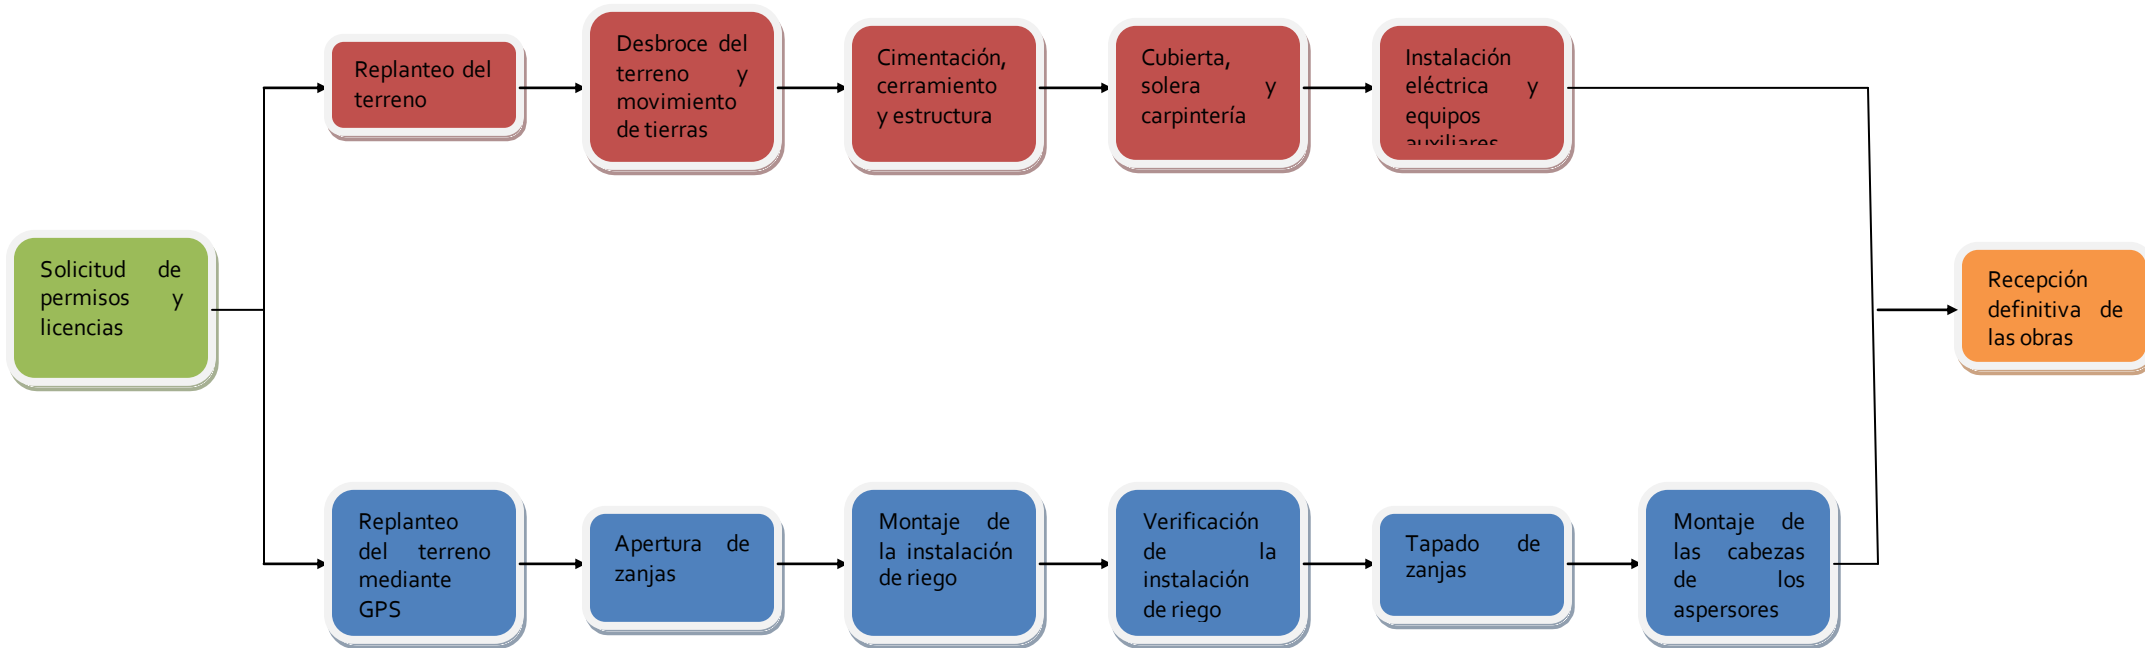 Replanteo del
terreno
Desbroce del
terreno y
movimiento
de tierras
Cimentación,
cerramiento
y estructura
Cubierta,
solera y
carpintería
Instalación
eléctrica y
equipos
auxiliares
Solicitud de
permisos y
licencias
Recepción
definitiva de
las obras
Replanteo
del terreno
mediante
GPS
Apertura de
zanjas
Montaje de
la instalación
de riego
Verificación
de la
instalación
de riego
Tapado de
zanjas
Montaje de
las cabezas
de los
aspersores